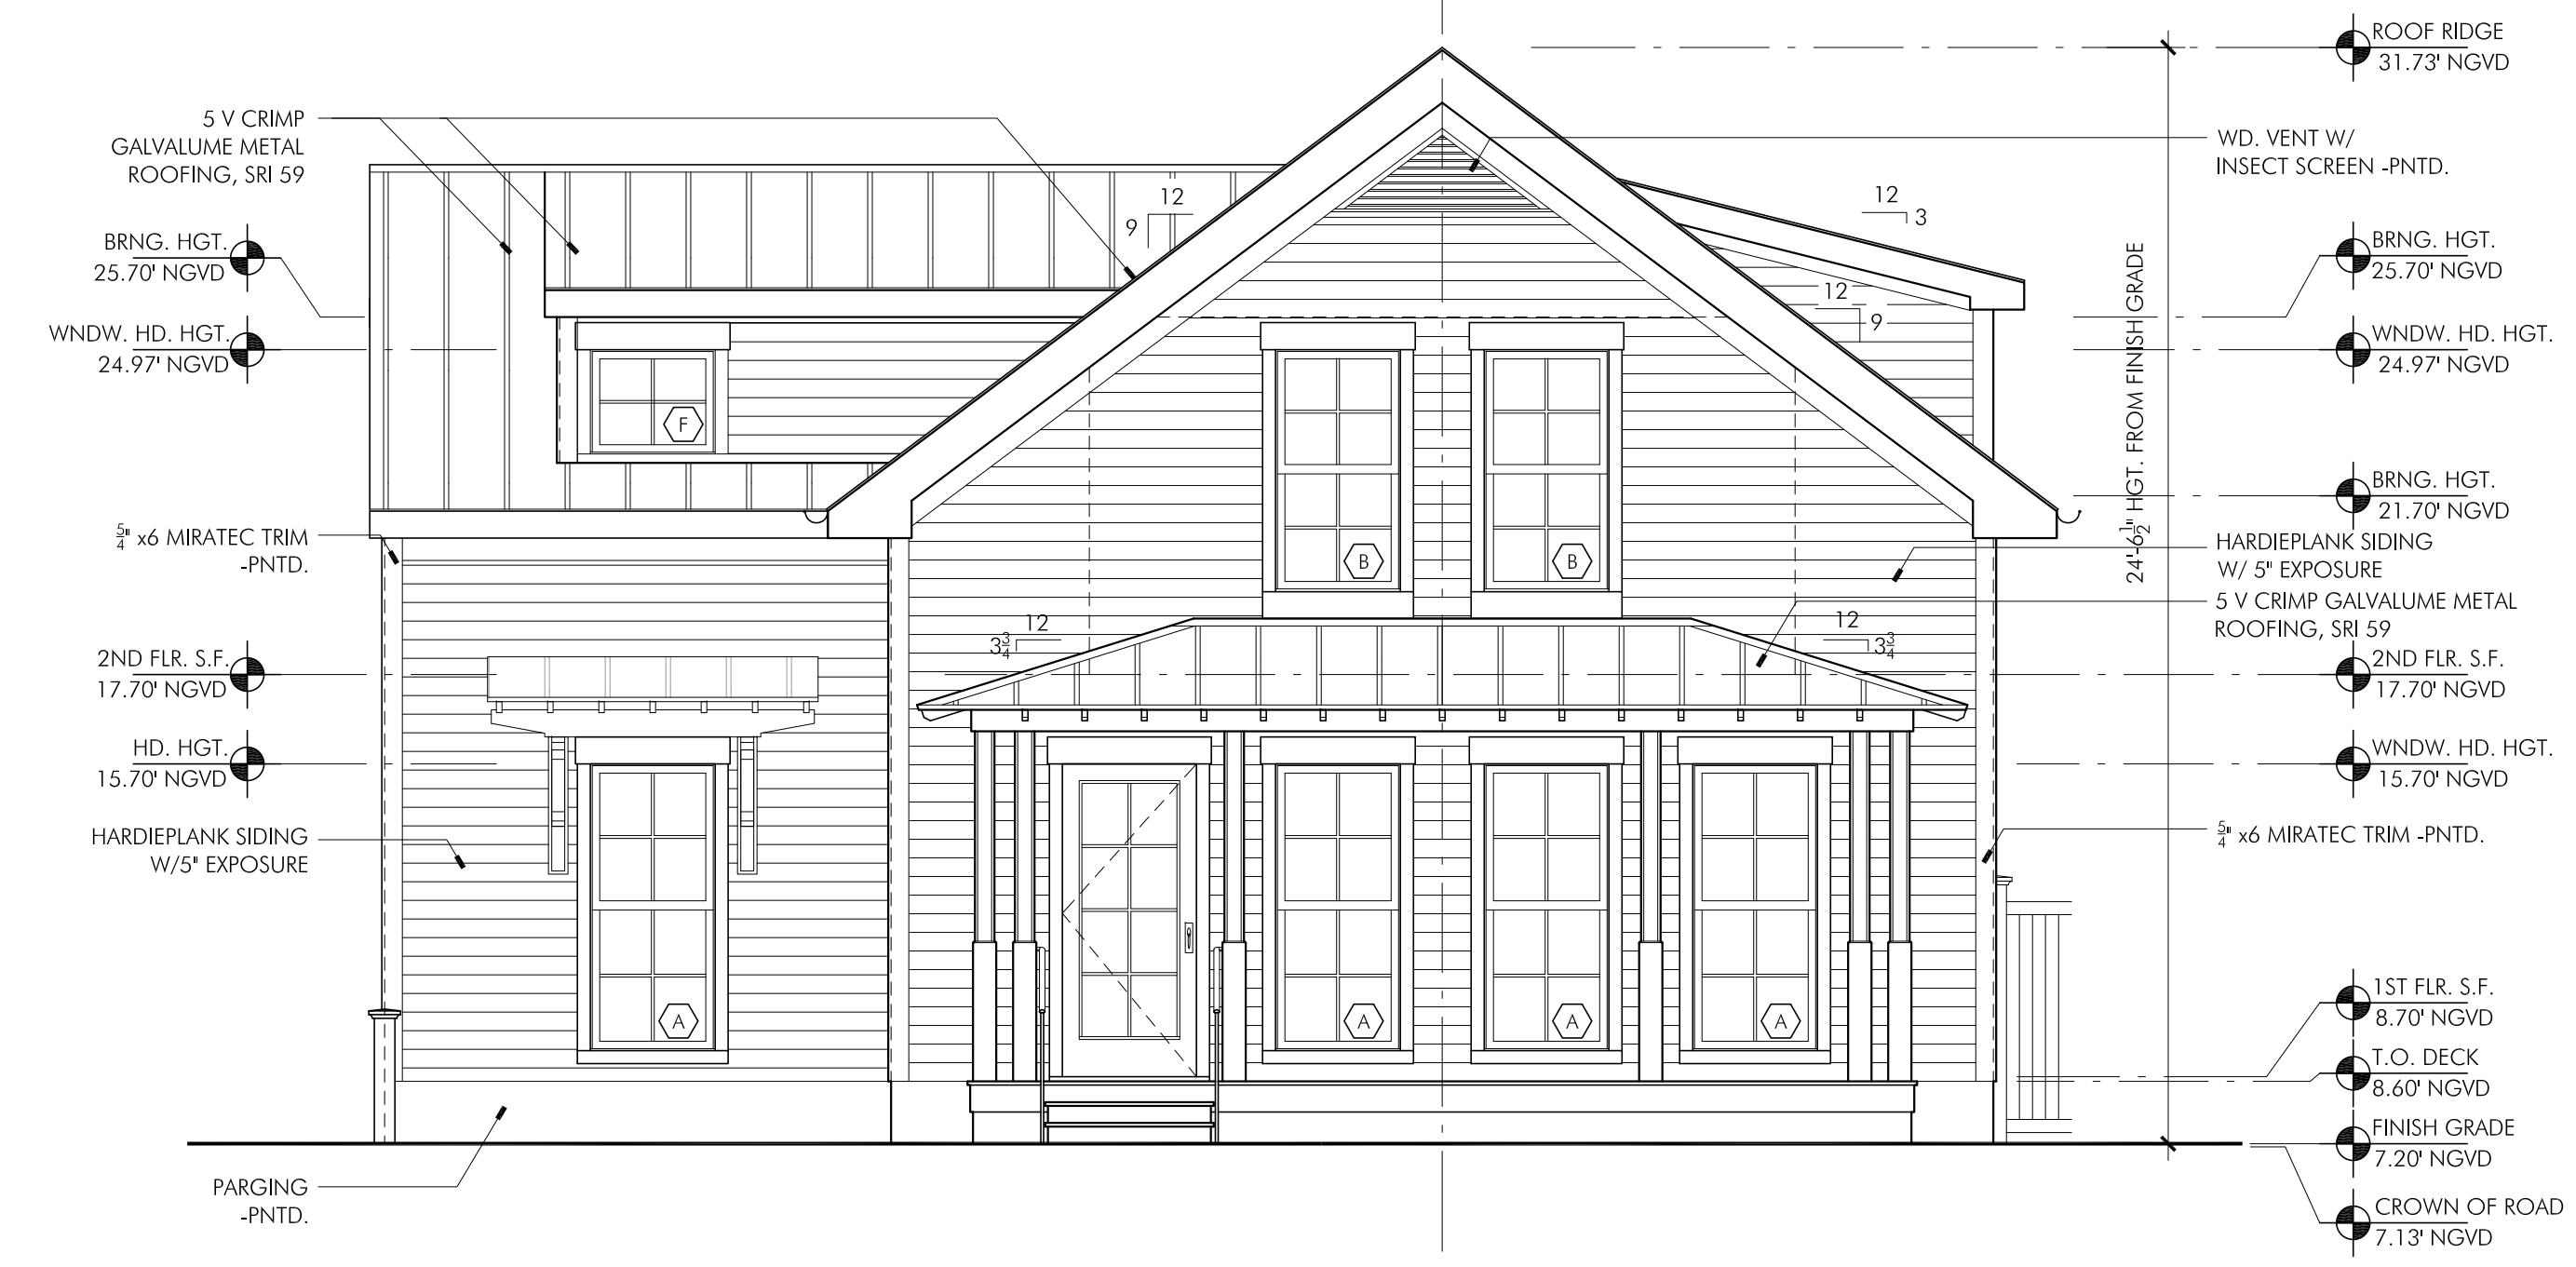 ROOF RIDGE
31.73' NGVD
5 V CRIMP
GALVALUME METAL
ROOFING, SRI 59
WD. VENT W/
INSECT SCREEN -PNTD.
12
9
12
3
BRNG. HGT.
25.70' NGVD
BRNG. HGT.
25.70' NGVD
12
9
WNDW. HD. HGT.
24.97' NGVD
WNDW. HD. HGT.
24.97' NGVD
24'-6 1/2" HGT. FROM FINISH GRADE
F
BRNG. HGT.
21.70' NGVD
5/4" x6 MIRATEC TRIM
-PNTD.
B
B
HARDIEPLANK SIDING
W/ 5" EXPOSURE
5 V CRIMP GALVALUME METAL
ROOFING, SRI 59
12
3 3/4
12
3 3/4
2ND FLR. S.F.
17.70' NGVD
2ND FLR. S.F.
17.70' NGVD
HD. HGT.
15.70' NGVD
WNDW. HD. HGT.
15.70' NGVD
HARDIEPLANK SIDING
W/5" EXPOSURE
5/4" x6 MIRATEC TRIM -PNTD.
A
A
A
A
1ST FLR. S.F.
8.70' NGVD
T.O. DECK
8.60' NGVD
FINISH GRADE
7.20' NGVD
PARGING
-PNTD.
CROWN OF ROAD
7.13' NGVD